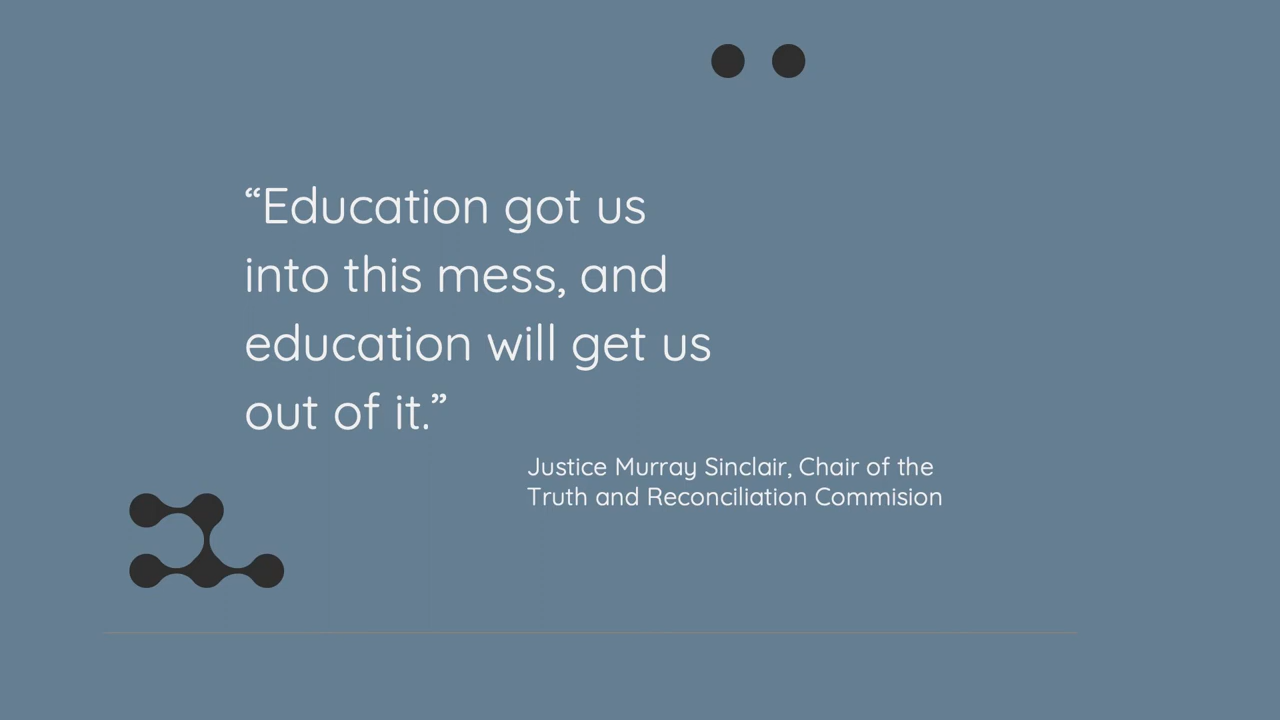 “Education got us
into this mess, and
education will get us
out of it.”
Justice Murray Sinclair, Chair of the
Truth and Reconciliation Commision